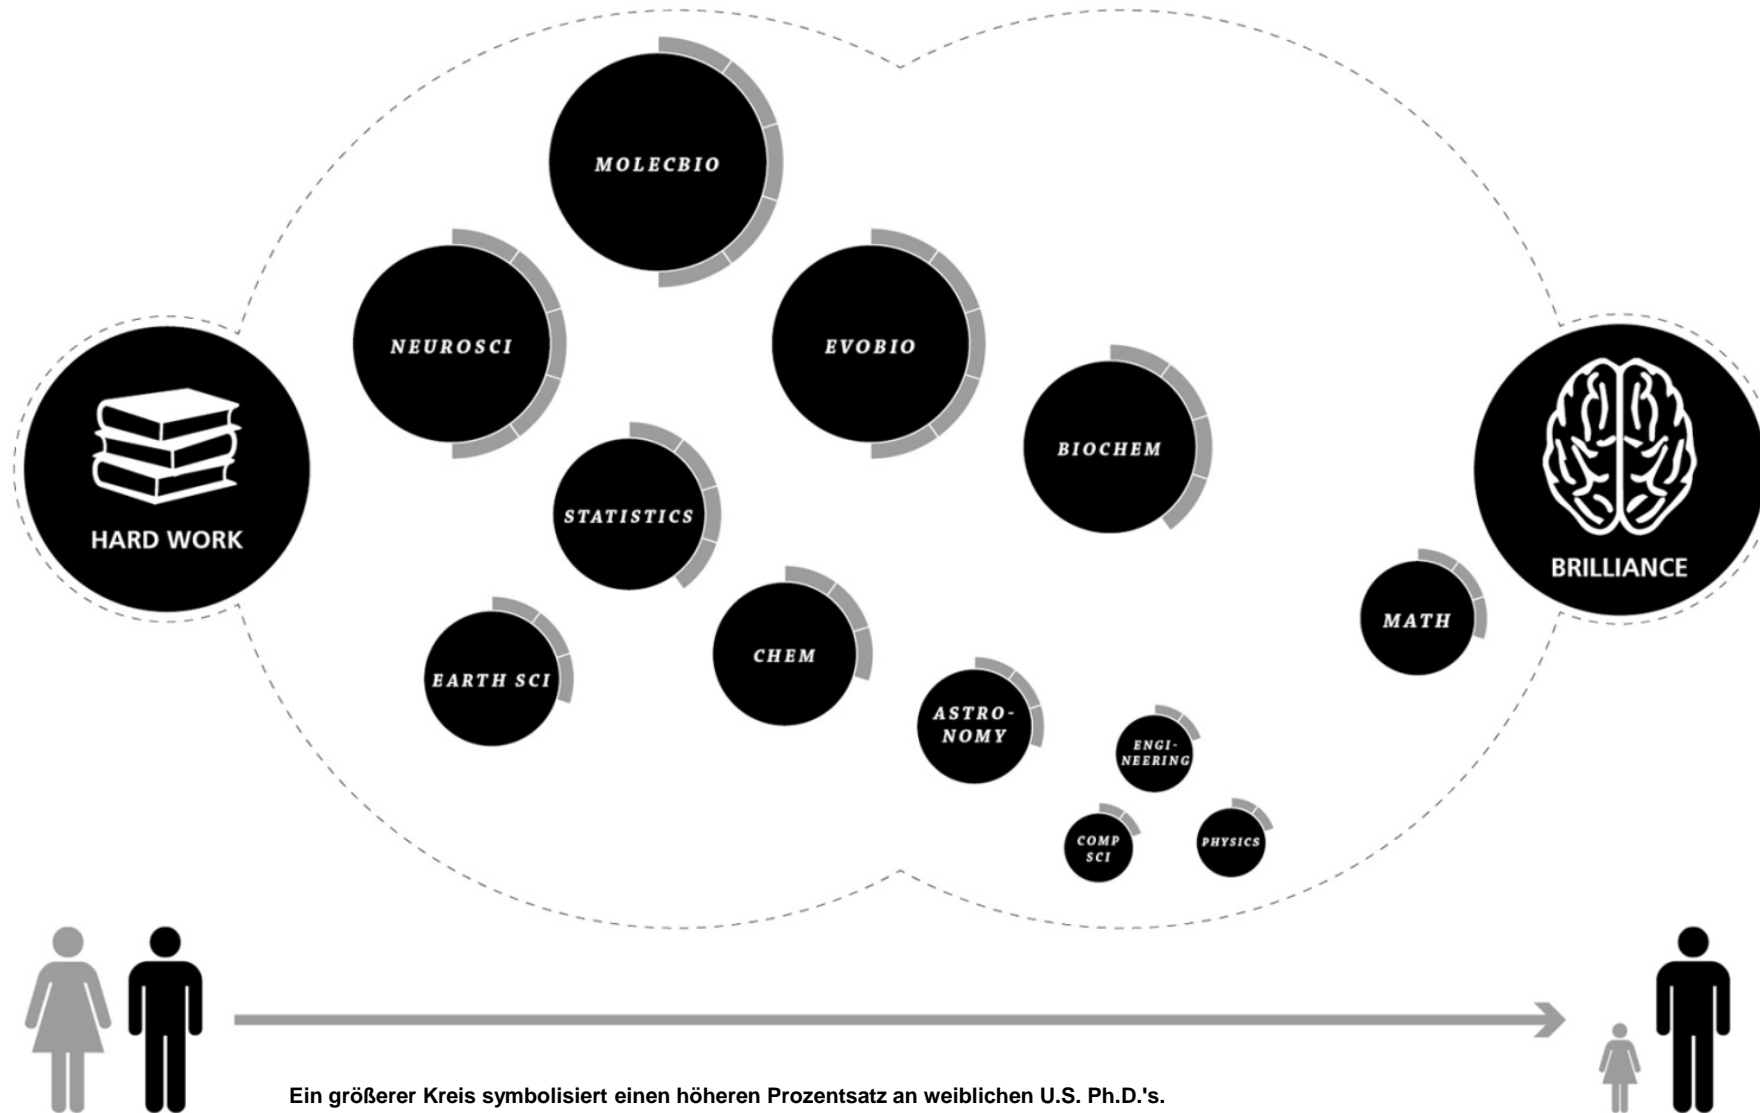 MOLECBIO
NEUROSCI
EVOBIO
BIOCHEM
STATISTICS
HARD WORK
BRILLIANCE
MATH
CHEM
EARTH SCI
ASTRO-
NOMY
ENGI-
NEERING
COMP
SCI
PHYSICS
Ein größerer Kreis symbolisiert einen höheren Prozentsatz an weiblichen U.S. Ph.D.'s.